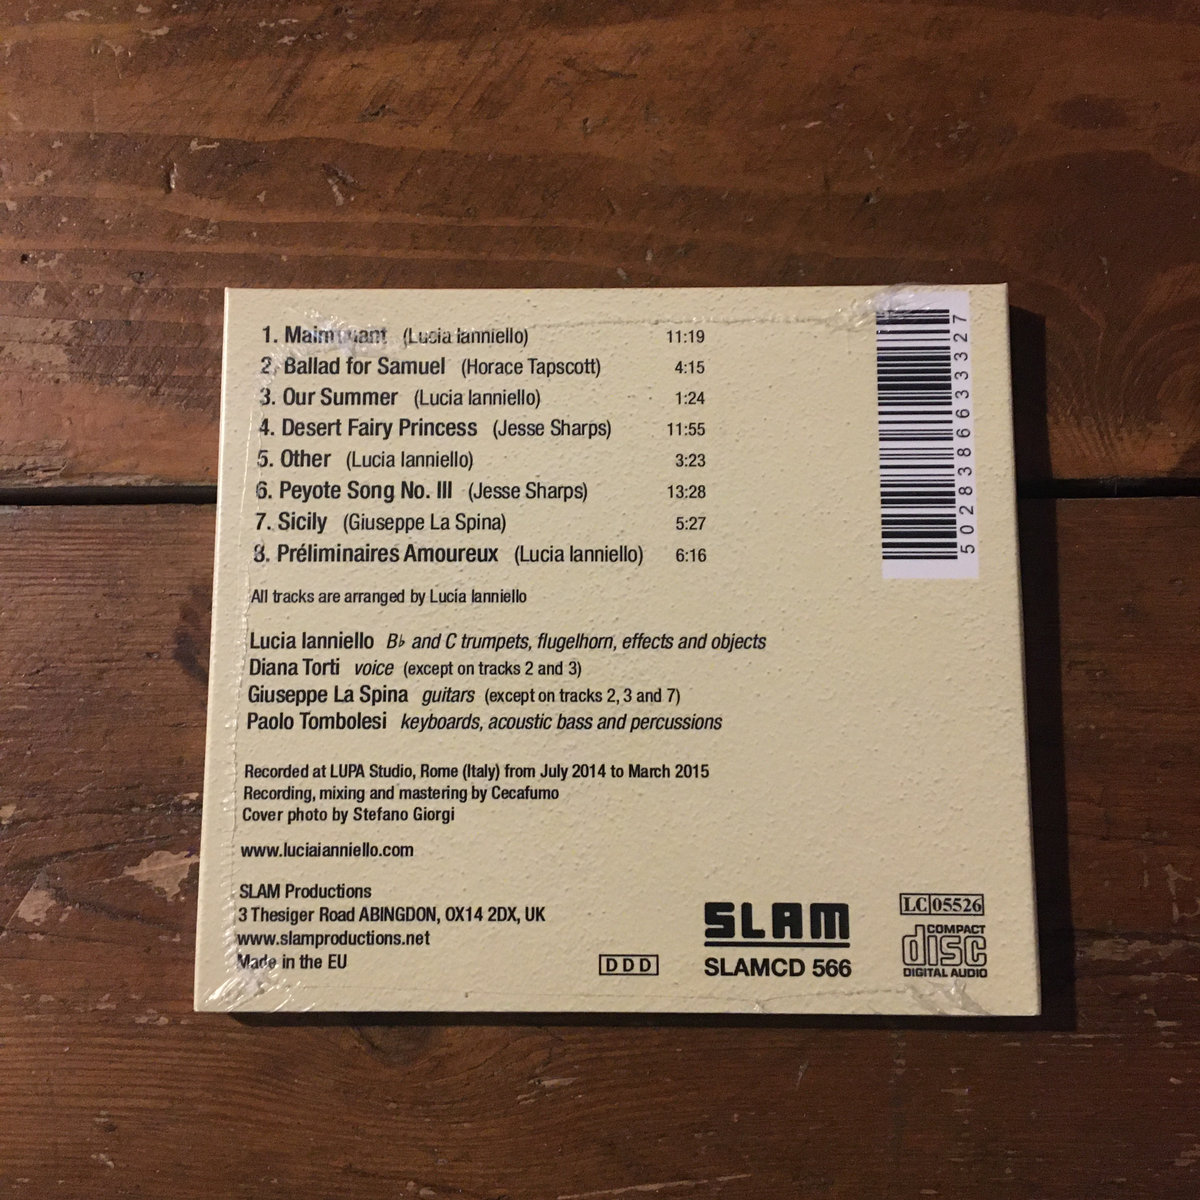 1. Maimouant (Lucia Ianniello) 11:19
2. Ballad for Samuel (Horace Tapscott) 4:15
3. Our Summer (Lucia Ianniello) 1:24
4. Desert Fairy Princess (Jesse Sharps) 11:55
5. Other (Lucia Ianniello) 3:23
6. Peyote Song No. III (Jesse Sharps) 13:28
7. Sicily (Giuseppe La Spina) 5:27
8. Préliminaires Amoureux (Lucia Ianniello) 6:16
All tracks are arranged by Lucia Ianniello
Lucia Ianniello B♭ and C trumpets, flugelhorn, effects and objects
Diana Torti voice (except on tracks 2 and 3)
Giuseppe La Spina guitars (except on tracks 2, 3 and 7)
Paolo Tombolesi keyboards, acoustic bass and percussions
Recorded at LUPA Studio, Rome (Italy) from July 2014 to March 2015
Recording, mixing and mastering by Cecafumo
Cover photo by Stefano Giorgi
www.luciaianniello.com
SLAM Productions
3 Thesiger Road ABINGDON, OX14 2DX, UK
www.slamproductions.net
Made in the EU
DDD
SLAM
SLAMCD 566
LC 05526
COMPACT
disc
DIGITAL AUDIO
5028386633327